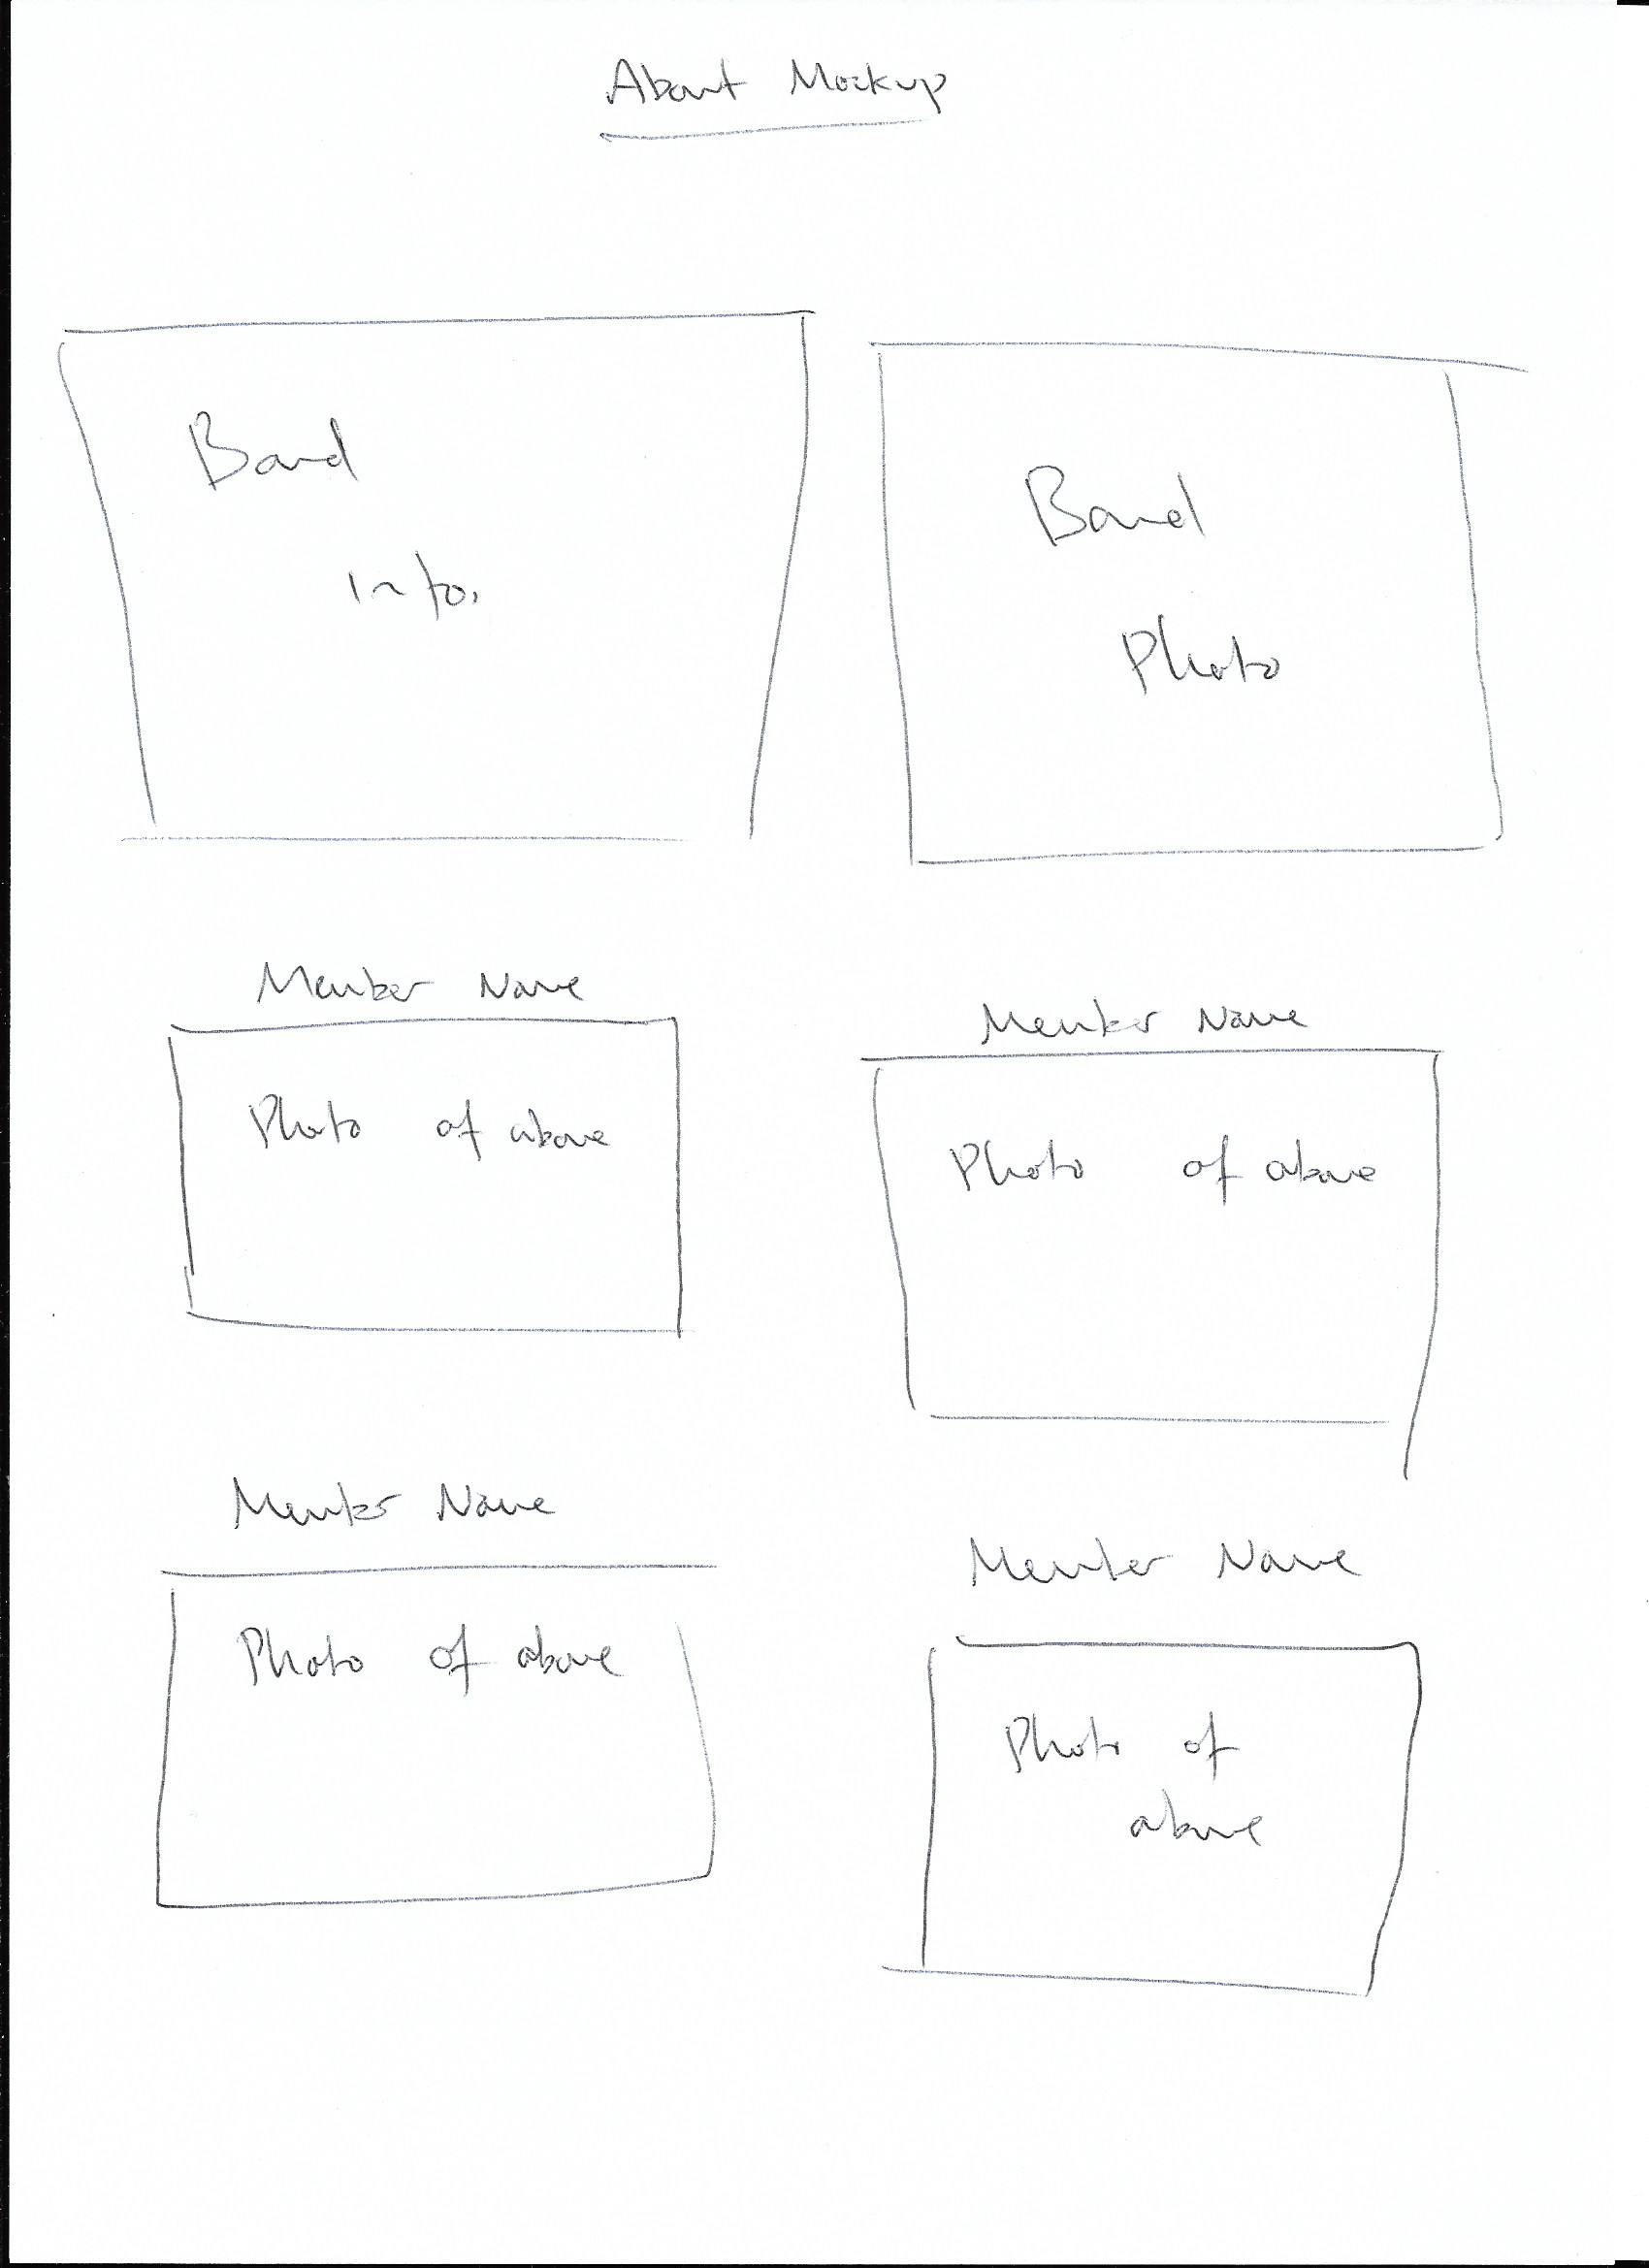 About Mockup
Band
info.
Band
Photo
Member Name
Photo of above
Member Name
Photo of above
Member Name
Photo of above
Member Name
Photo of
above